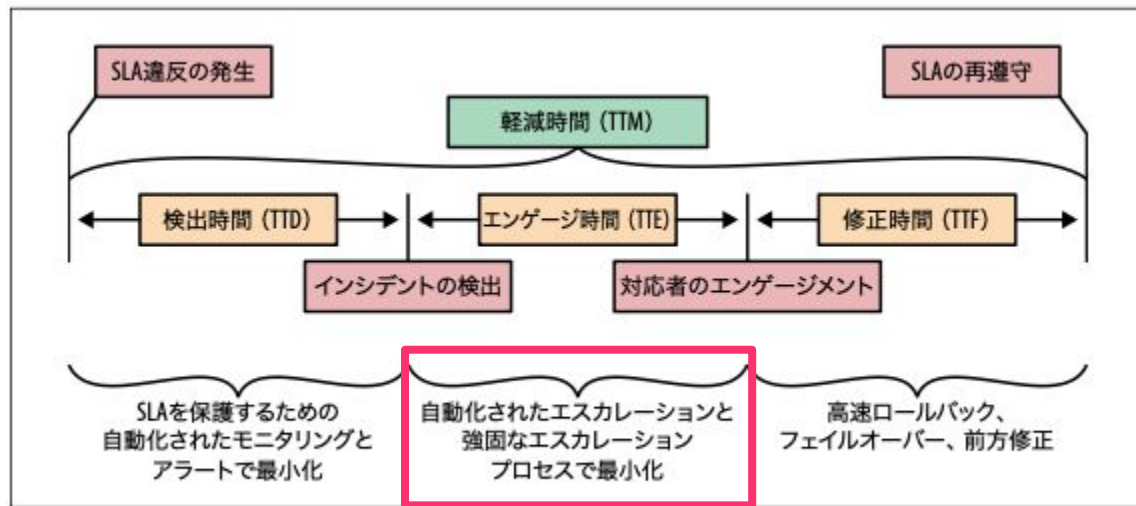 SLA違反の発生
SLAの再遵守
軽減時間（TTM）
検出時間（TTD）
エンゲージ時間（TTE）
修正時間（TTF）
インシデントの検出
対応者のエンゲージメント
SLAを保護するための
自動化されたモニタリングと
アラートで最小化
自動化されたエスカレーションと
強固なエスカレーション
プロセスで最小化
高速ロールバック、
フェイルオーバー、前方修正